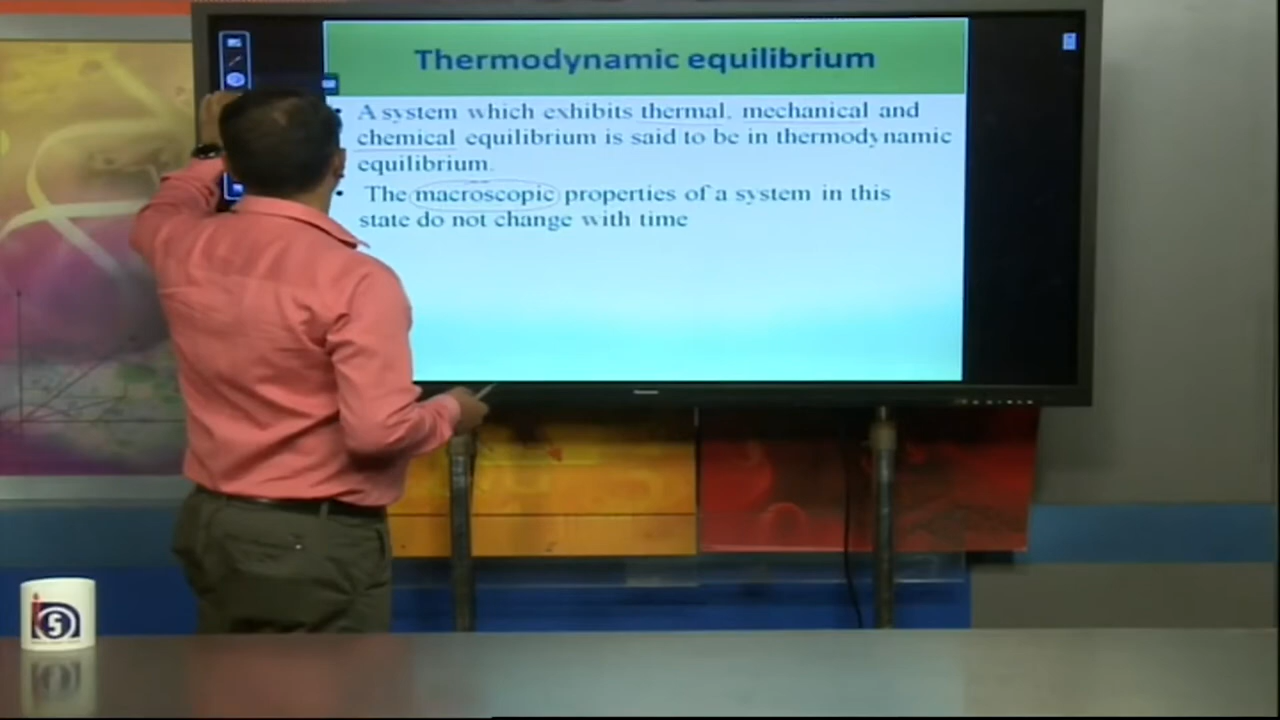 Thermodynamic equilibrium
• A system which exhibits thermal, mechanical and
chemical equilibrium is said to be in thermodynamic
equilibrium.
• The macroscopic properties of a system in this
state do not change with time
5